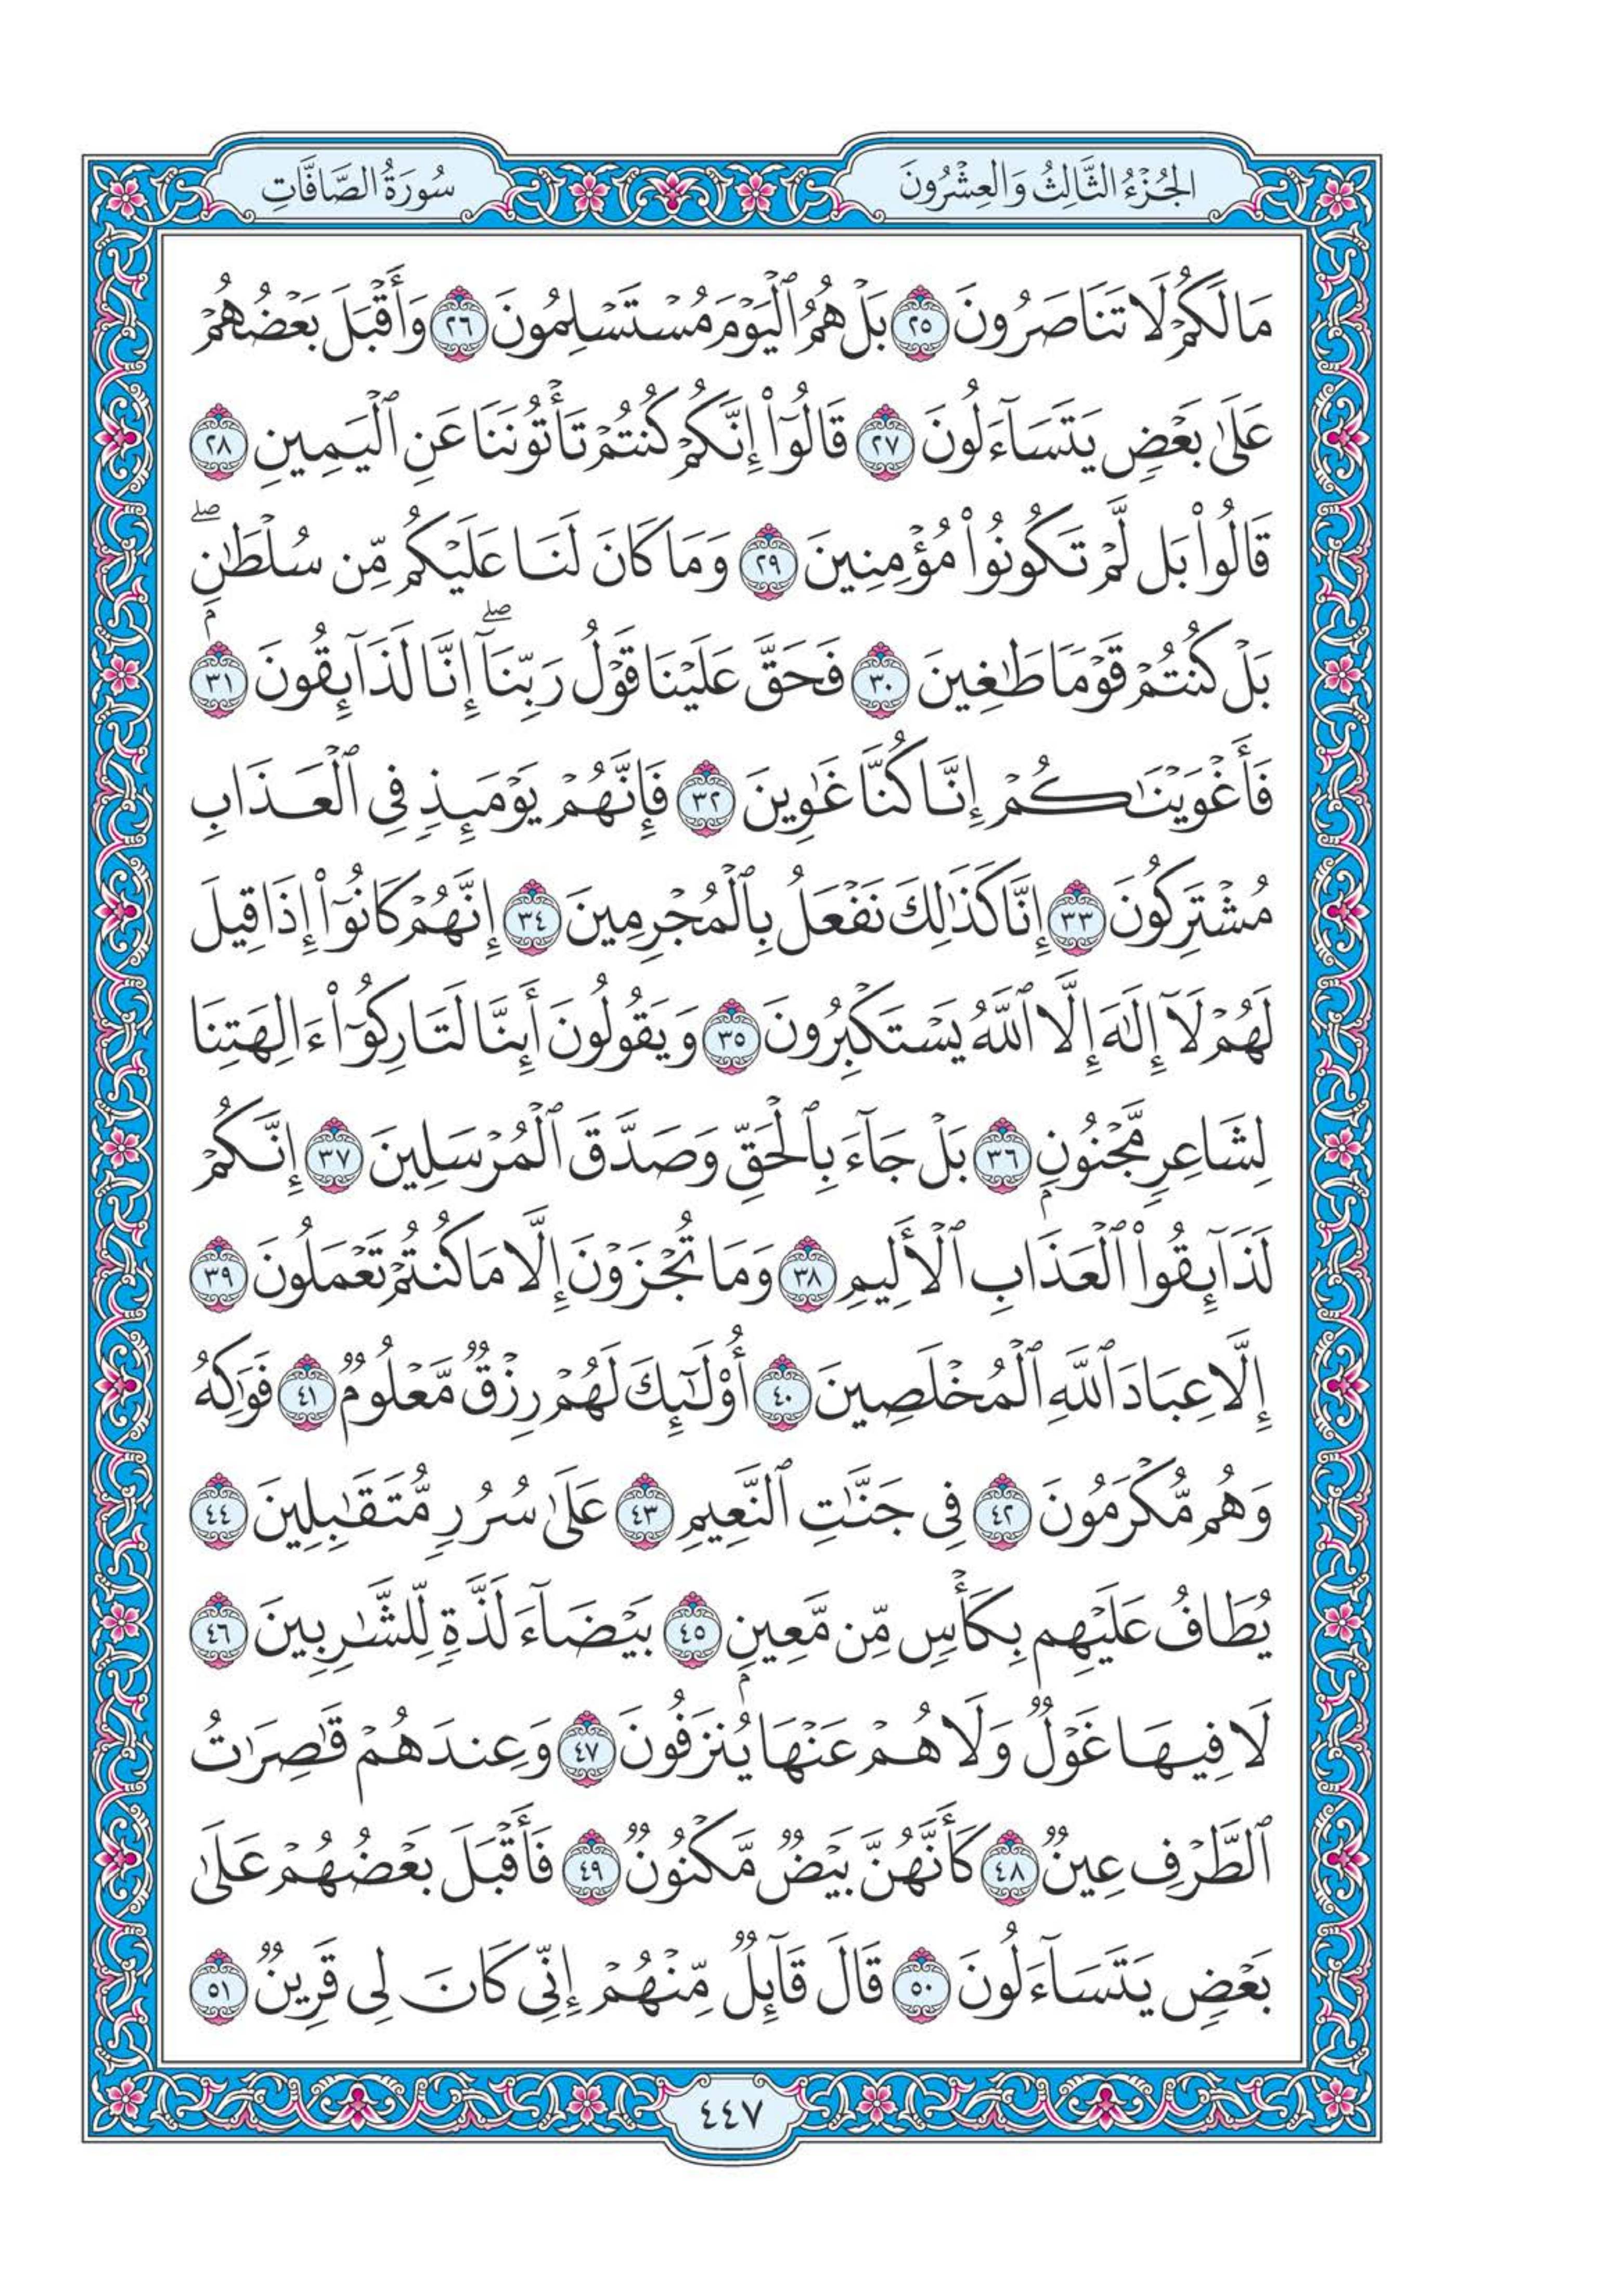 الجُزْءُ الثَّالِثُ وَالعِشْرُونَ
سُورَةُ الصَّافَّاتِ
مَا لَكُمْ لَا تَنَاصَرُونَ ٢٥ بَلْ هُمُ ٱلْيَوْمَ مُسْتَسْلِمُونَ ٢٦ وَأَقْبَلَ بَعْضُهُمْ
عَلَىٰ بَعْضٍ يَتَسَآءَلُونَ ٢٧ قَالُوٓا۟ إِنَّكُمْ كُنتُمْ تَأْتُونَنَا عَنِ ٱلْيَمِينِ ٢٨
قَالُوا۟ بَل لَّمْ تَكُونُوا۟ مُؤْمِنِينَ ٢٩ وَمَا كَانَ لَنَا عَلَيْكُم مِّن سُلْطَـٰنٍۭ ۖ
بَلْ كُنتُمْ قَوْمًا طَـٰغِينَ ٣٠ فَحَقَّ عَلَيْنَا قَوْلُ رَبِّنَآ ۖ إِنَّا لَذَآئِقُونَ ٣١
فَأَغْوَيْنَـٰكُمْ إِنَّا كُنَّا غَـٰوِينَ ٣٢ فَإِنَّهُمْ يَوْمَئِذٍ فِى ٱلْعَذَابِ
مُشْتَرِكُونَ ٣٣ إِنَّا كَذَٰلِكَ نَفْعَلُ بِٱلْمُجْرِمِينَ ٣٤ إِنَّهُمْ كَانُوٓا۟ إِذَا قِيلَ
لَهُمْ لَآ إِلَـٰهَ إِلَّا ٱللَّهُ يَسْتَكْبِرُونَ ٣٥ وَيَقُولُونَ أَئِنَّا لَتَارِكُوٓا۟ ءَالِهَتِنَا
لِشَاعِرٍ مَّجْنُونٍۭ ٣٦ بَلْ جَآءَ بِٱلْحَقِّ وَصَدَّقَ ٱلْمُرْسَلِينَ ٣٧ إِنَّكُمْ
لَذَآئِقُوا۟ ٱلْعَذَابِ ٱلْأَلِيمِ ٣٨ وَمَا تُجْزَوْنَ إِلَّا مَا كُنتُمْ تَعْمَلُونَ ٣٩
إِلَّا عِبَادَ ٱللَّهِ ٱلْمُخْلَصِينَ ٤٠ أُو۟لَـٰٓئِكَ لَهُمْ رِزْقٌ مَّعْلُومٌ ٤١ فَوَٰكِهُ
وَهُم مُّكْرَمُونَ ٤٢ فِى جَنَّـٰتِ ٱلنَّعِيمِ ٤٣ عَلَىٰ سُرُرٍ مُّتَقَـٰبِلِينَ ٤٤
يُطَافُ عَلَيْهِم بِكَأْسٍ مِّن مَّعِينٍۭ ٤٥ بَيْضَآءَ لَذَّةٍ لِّلشَّـٰرِبِينَ ٤٦
لَا فِيهَا غَوْلٌ وَلَا هُمْ عَنْهَا يُنزَفُونَ ٤٧ وَعِندَهُمْ قَـٰصِرَٰتُ
ٱلطَّرْفِ عِينٌ ٤٨ كَأَنَّهُنَّ بَيْضٌ مَّكْنُونٌ ٤٩ فَأَقْبَلَ بَعْضُهُمْ عَلَىٰ
بَعْضٍ يَتَسَآءَلُونَ ٥٠ قَالَ قَآئِلٌ مِّنْهُمْ إِنِّى كَانَ لِى قَرِينٌ ٥١
٤٤٧